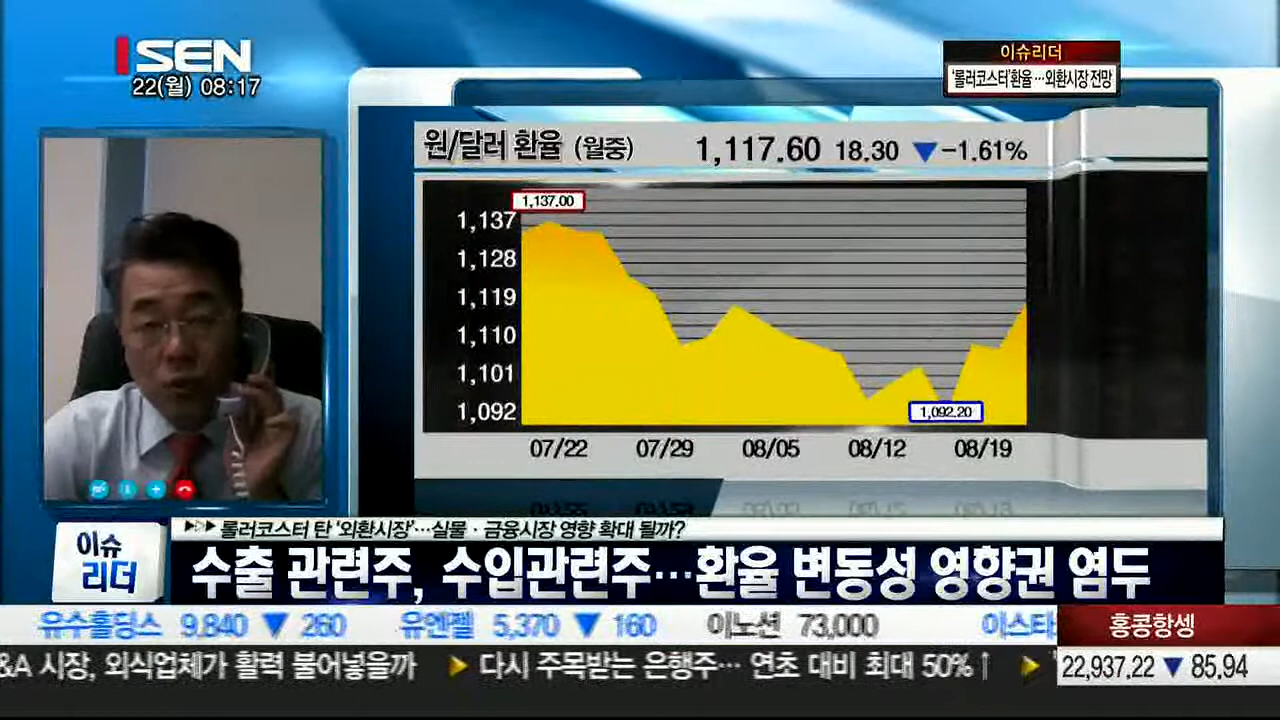 SEN
22(월) 08:17
이슈리더
'롤러코스터'환율…외환시장 전망
원/달러 환율 (월중) 1,117.60 18.30 ▼-1.61%
1,137.00
1,137
1,128
1,119
1,110
1,101
1,092
1,092.20
07/22 07/29 08/05 08/12 08/19
이슈
리더
▶▷▶ 롤러코스터 탄 '외환시장'…실물·금융시장 영향 확대 될까?
수출 관련주, 수입관련주…환율 변동성 영향권 염두
유수홀딩스 9,840 ▼ 260 유엔젤 5,370 ▼ 160 이노션 73,000 이스타
홍콩항셍
&A 시장, 외식업체가 활력 불어넣을까 ▶ 다시 주목받는 은행주… 연초 대비 최대 50%↑ ▶
22,937.22 ▼ 85,94